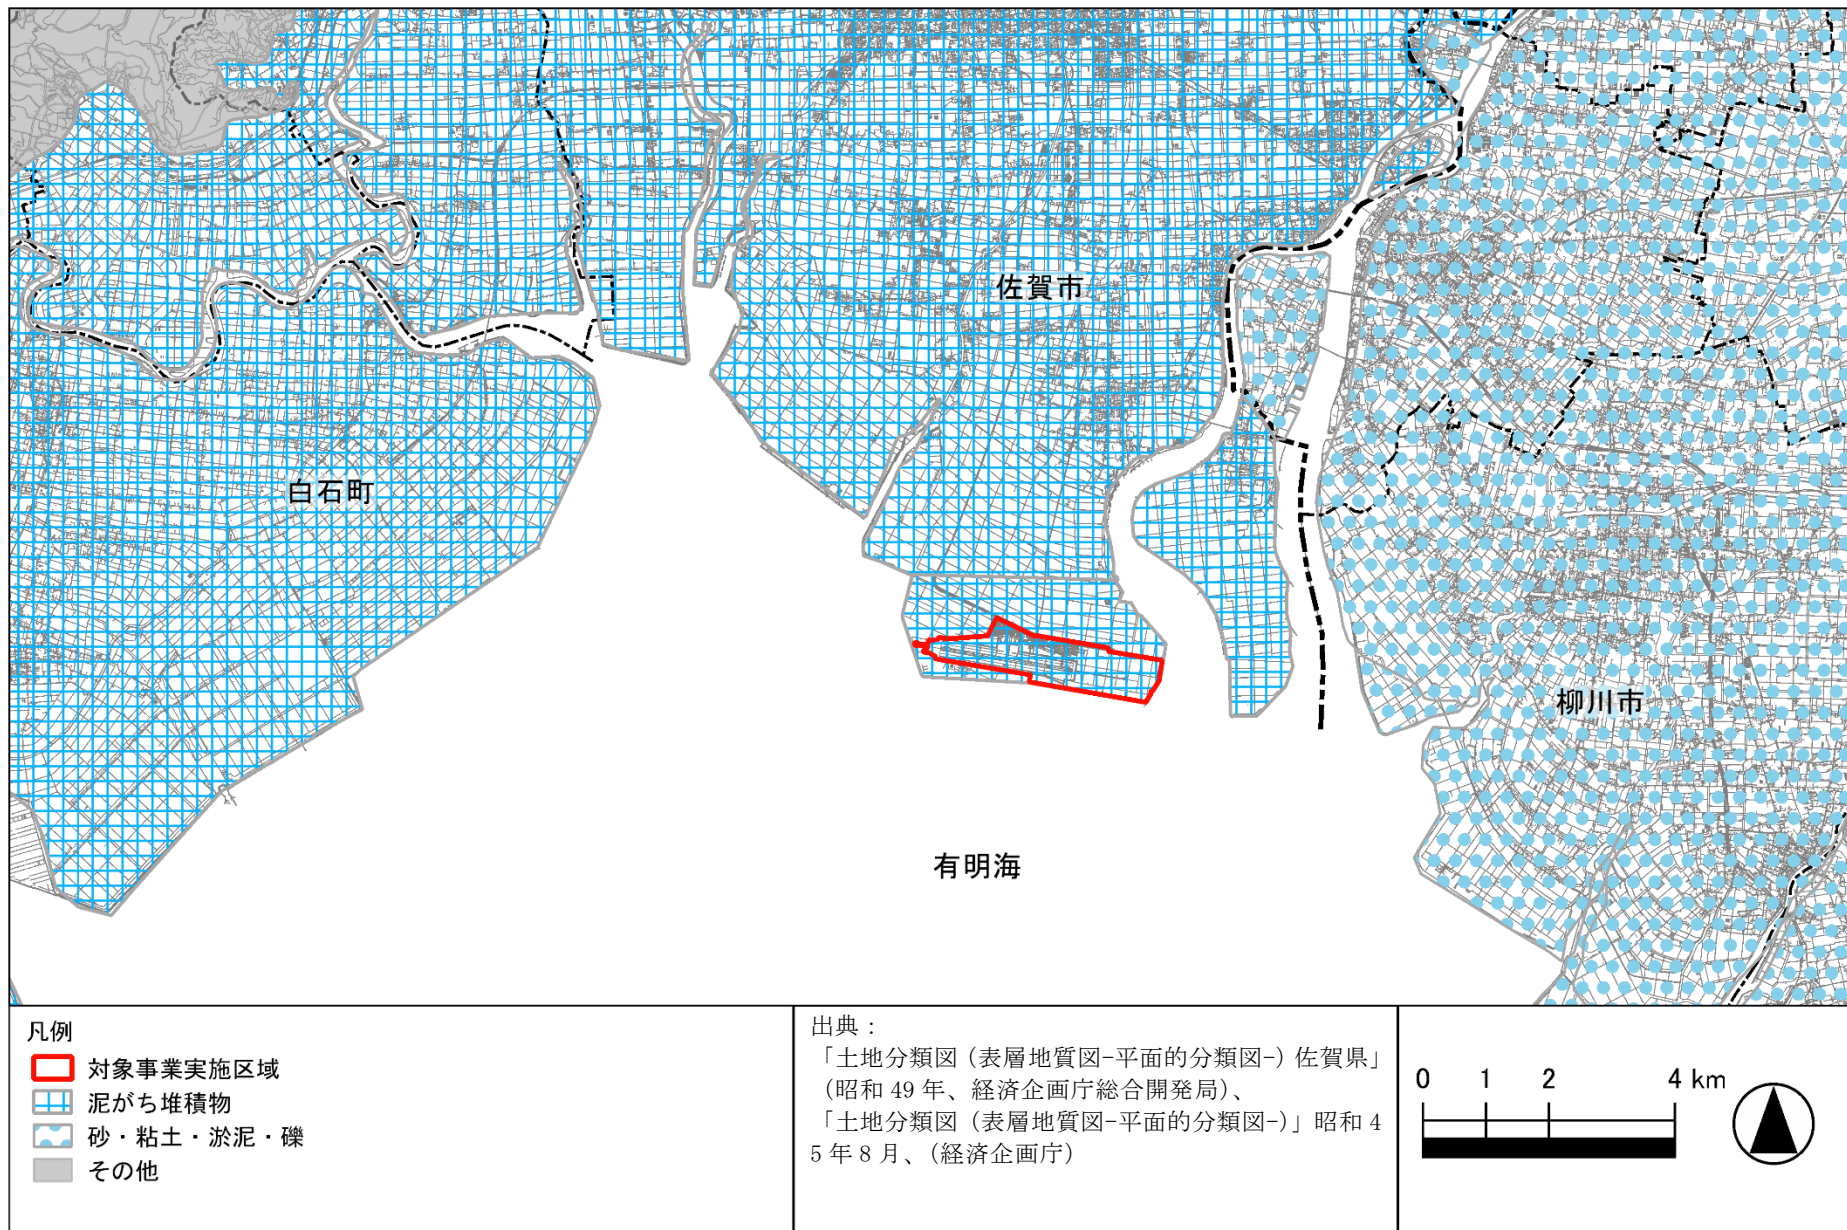 佐賀市
白石町
柳川市
有明海
凡例
対象事業実施区域
泥がち堆積物
砂・粘土・淤泥・礫
その他
出典：
「土地分類図（表層地質図−平面的分類図−）佐賀県」
（昭和 49 年、経済企画庁総合開発局）、
「土地分類図（表層地質図−平面的分類図−）」昭和 4
5 年 8 月、（経済企画庁）
0 1 2 4 km